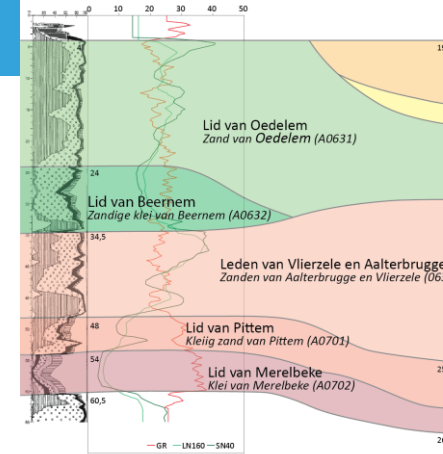 0 10 20 30 40 50
Lid van Oedelem
Zand van Oedelem (A0631)
24
Lid van Beernem
Zandige klei van Beernem (A0632)
34,5
Leden van Vlierzele en Aalterbrugge
Zanden van Aalterbrugge en Vlierzele (063
48
Lid van Pittem
Kleiig zand van Pittem (A0701)
54
Lid van Merelbeke
Klei van Merelbeke (A0702)
60,5
GR LN160 SN40